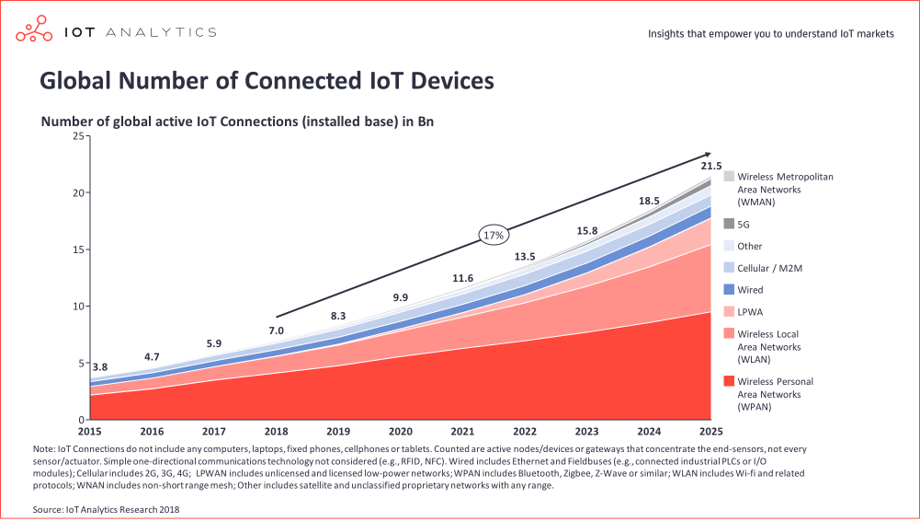 IOT ANALYTICS
Insights that empower you to understand IoT markets
Global Number of Connected IoT Devices
Number of global active IoT Connections (installed base) in Bn
25
20
15
10
5
0
3.8
4.7
5.9
7.0
8.3
9.9
11.6
13.5
15.8
18.5
21.5
17%
2015
2016
2017
2018
2019
2020
2021
2022
2023
2024
2025
Wireless Metropolitan
Area Networks
(WMAN)
5G
Other
Cellular / M2M
Wired
LPWA
Wireless Local
Area Networks
(WLAN)
Wireless Personal
Area Networks
(WPAN)
Note: IoT Connections do not include any computers, laptops, fixed phones, cellphones or tablets. Counted are active nodes/devices or gateways that concentrate the end-sensors, not every
sensor/actuator. Simple one-directional communications technology not considered (e.g., RFID, NFC). Wired includes Ethernet and Fieldbuses (e.g., connected industrial PLCs or I/O
modules); Cellular includes 2G, 3G, 4G; LPWAN includes unlicensed and licensed low-power networks; WPAN includes Bluetooth, Zigbee, Z-Wave or similar; WLAN includes Wi-fi and related
protocols; WNAN includes non-short range mesh; Other includes satellite and unclassified proprietary networks with any range.
Source: IoT Analytics Research 2018